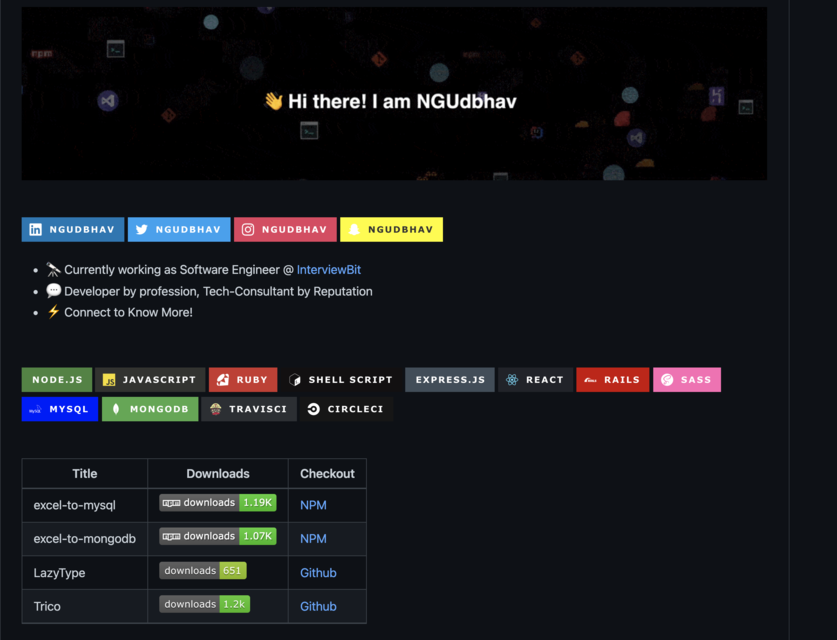 npm
👋 Hi there! I am NGUdbhav
NGUDBHAV NGUDBHAV NGUDBHAV NGUDBHAV
• 🔭 Currently working as Software Engineer @ InterviewBit
• 💬 Developer by profession, Tech-Consultant by Reputation
• ⚡ Connect to Know More!
NODE.JS JS JAVASCRIPT RUBY SHELL SCRIPT EXPRESS.JS REACT RAILS SASS
MYSQL MONGODB TRAVISCI CIRCLECI
Title Downloads Checkout
excel-to-mysql npm downloads 1.19K NPM
excel-to-mongodb npm downloads 1.07K NPM
LazyType downloads 651 Github
Trico downloads 1.2k Github